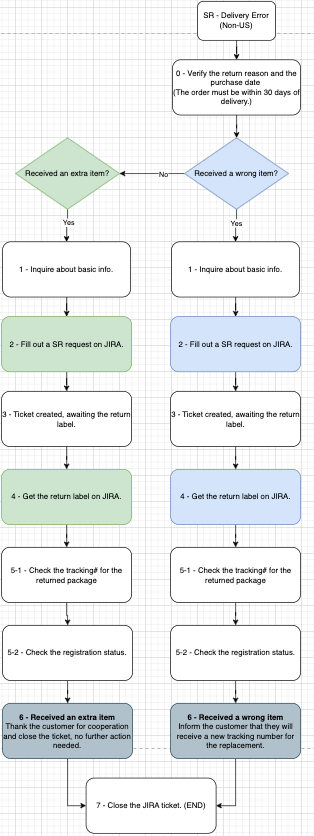 SR - Delivery Error
(Non-US)
0 - Verify the return reason and the
purchase date
(The order must be within 30 days of
delivery.)
Received an extra item?
No
Received a wrong item?
Yes
Yes
1 - Inquire about basic info.
1 - Inquire about basic info.
2 - Fill out a SR request on JIRA.
2 - Fill out a SR request on JIRA.
3 - Ticket created, awaiting the return
label.
3 - Ticket created, awaiting the return
label.
4 - Get the return label on JIRA.
4 - Get the return label on JIRA.
5-1 - Check the tracking# for the
returned package
5-1 - Check the tracking# for the
returned package
5-2 - Check the registration status.
5-2 - Check the registration status.
6 - Received an extra item
Thank the customer for cooperation
and close the ticket, no further action
needed.
6 - Received a wrong item
Inform the customer that they will
receive a new tracking number for
the replacement.
7 - Close the JIRA ticket. (END)